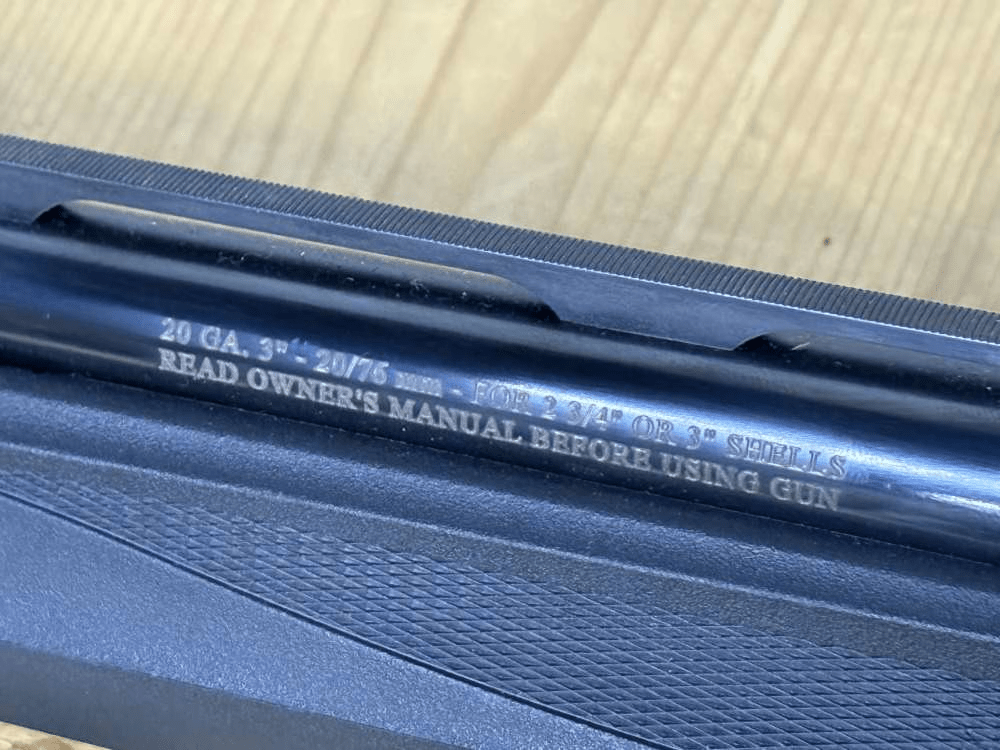 20 GA. 3" - 20/76 mm - FOR 2 3/4" OR 3" SHELLS
READ OWNER'S MANUAL BEFORE USING GUN